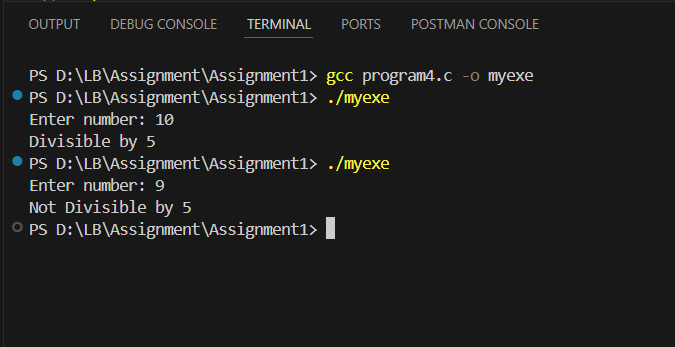 OUTPUT DEBUG CONSOLE TERMINAL PORTS POSTMAN CONSOLE
PS D:\LB\Assignment\Assignment1> gcc program4.c -o myexe
PS D:\LB\Assignment\Assignment1> ./myexe
Enter number: 10
Divisible by 5
PS D:\LB\Assignment\Assignment1> ./myexe
Enter number: 9
Not Divisible by 5
PS D:\LB\Assignment\Assignment1>